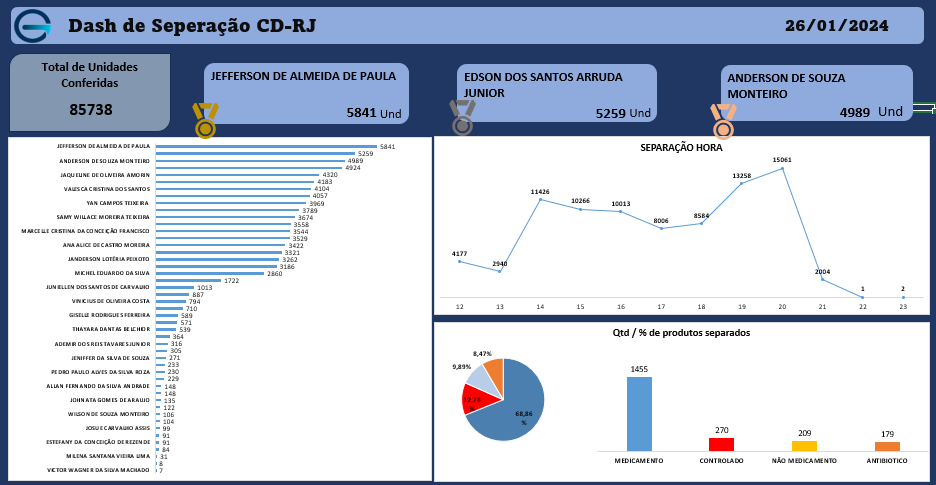 Dash de Seperação CD-RJ
26/01/2024
Total de Unidades
Conferidas
85738
JEFFERSON DE ALMEIDA DE PAULA
5841 Und
EDSON DOS SANTOS ARRUDA
JUNIOR
5259 Und
ANDERSON DE SOUZA
MONTEIRO
4989 Und
JEFFERSON DE ALMEIDA DE PAULA 5841
5259
ANDERSON DE SOUZA MONTEIRO 4989
4924
JAQUELINE DE OLIVEIRA AMORIN 4320
4183
VALESCA CRISTINA DOS SANTOS 4104
4057
YAN CAMPOS TEIXEIRA 3969
3789
SAMY WILLACE MOREIRA TEIXEIRA 3674
3558
MARCELLE CRISTINA DA CONCEIÇÃO FRANCISCO 3544
3529
ANA ALICE DE CASTRO MOREIRA 3422
3321
JANDERSON LOTÉRIA PEIXOTO 3262
3186
MICHEL EDUARDO DA SILVA 2860
1722
JUNIELLEN DOS SANTOS DE CARVALHO 1013
887
VINICIUS DE OLIVEIRA COSTA 794
710
GISELLE RODRIGUES FERREIRA 589
571
THAYARA DANTAS BELCHIOR 539
364
ADEMIR DOS REIS TAVARES JUNIOR 316
305
JENIFFER DA SILVA DE SOUZA 271
233
PEDRO PAULO ALVES DA SILVA ROZA 230
229
ALIAN FERNANDO DA SILVA ANDRADE 148
148
JOHN ATA GOMES DE ARAUJO 135
122
WILSON DE SOUZA MONTEIRO 106
104
JOSUE CARVALHO ASSIS 99
91
ESTEFANY DA CONCEIÇÃO DE REZENDE 91
84
MILENA SANTANA VIEIRA LIMA 31
8
VICTOR WAGNER DA SILVA MACHADO 7
SEPARAÇÃO HORA
4177 2940 11426 10266 10013 8006 8584 13258 15061 2004 1 2
12 13 14 15 16 17 18 19 20 21 22 23
Qtd / % de produtos separados
8,47%
9,89%
12,78
%
68,86
%
1455 270 209 179
MEDICAMENTO CONTROLADO NÃO MEDICAMENTO ANTIBIOTICO